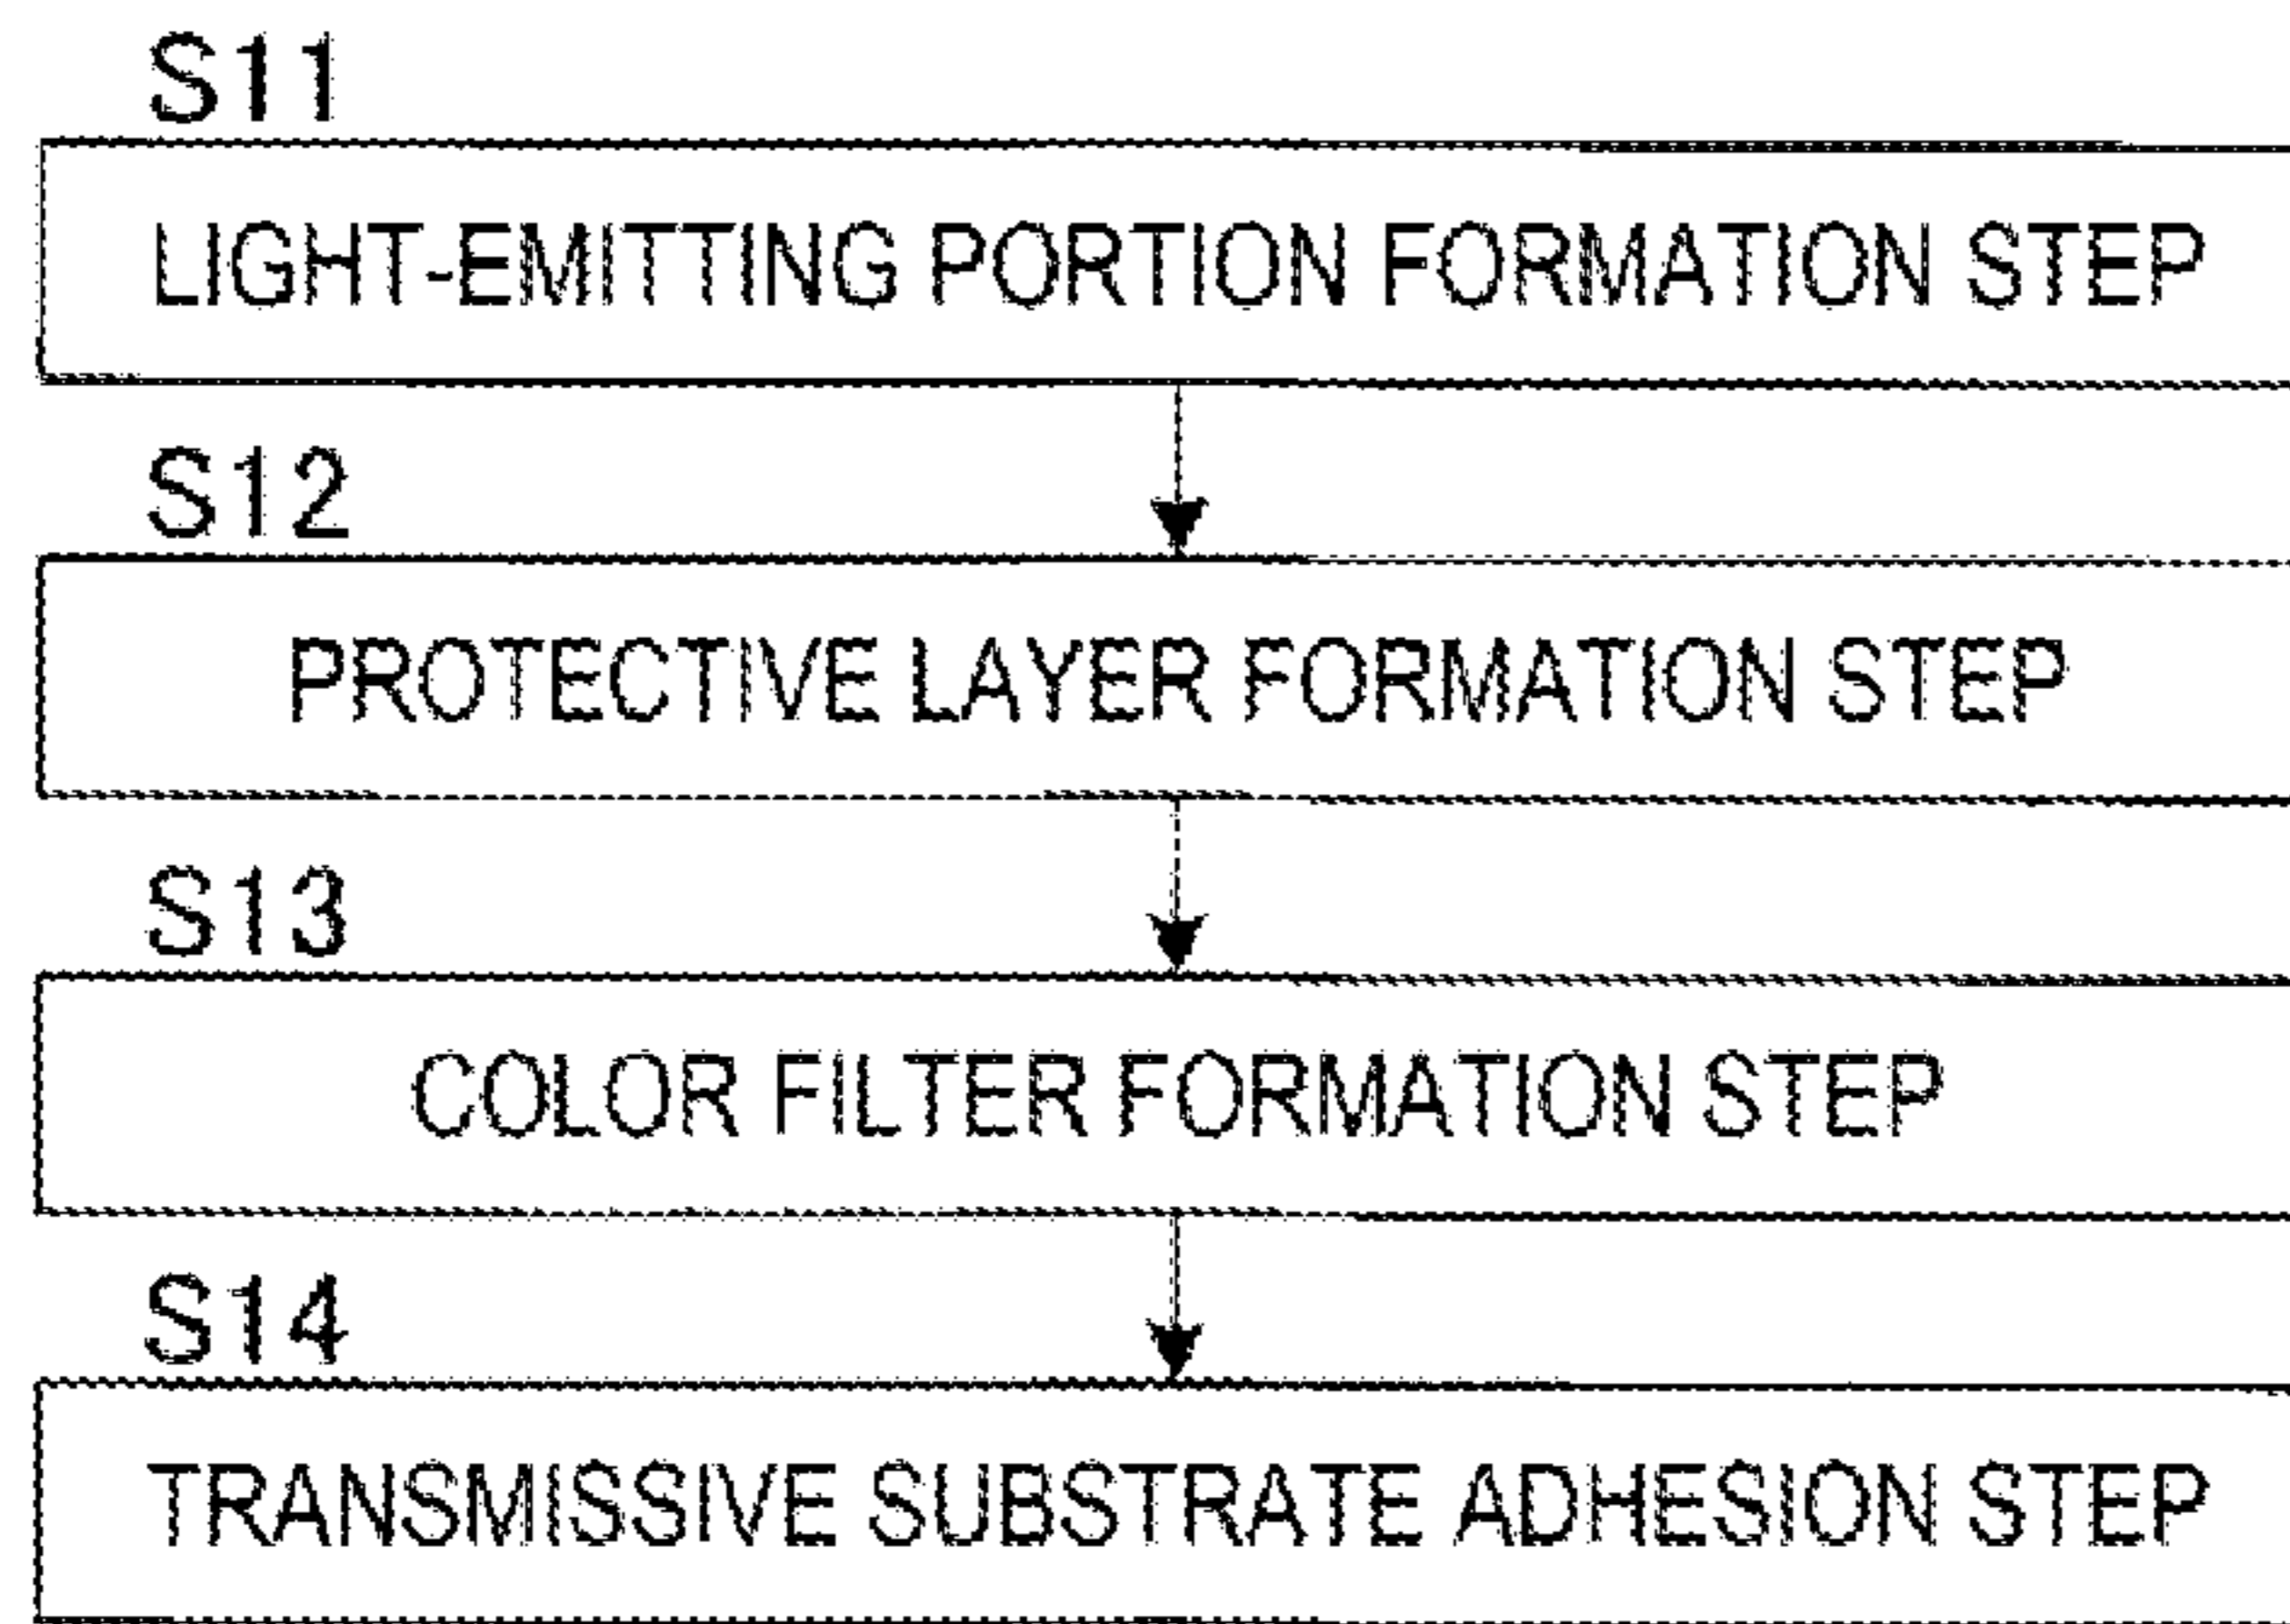 S11
LIGHT-EMITTING PORTION FORMATION STEP
S12
PROTECTIVE LAYER FORMATION STEP
S13
COLOR FILTER FORMATION STEP
S14
TRANSMISSIVE SUBSTRATE ADHESION STEP